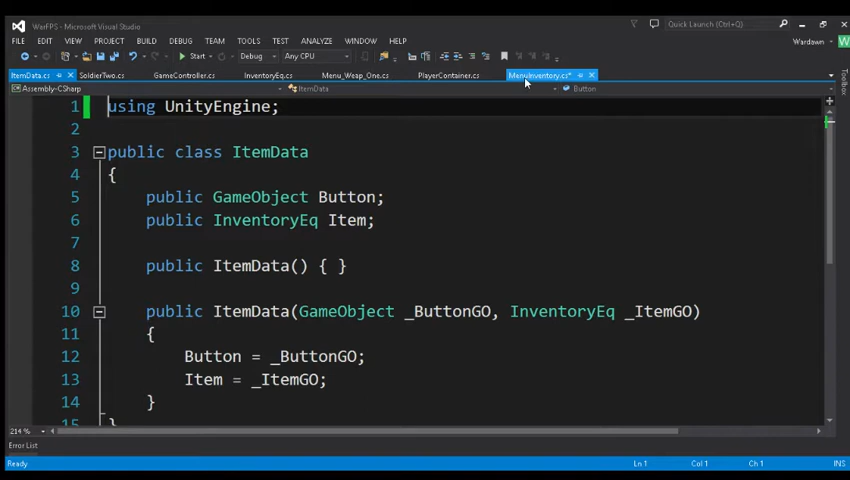 WarFPS - Microsoft Visual Studio
Quick Launch (Ctrl+Q)
FILE EDIT VIEW PROJECT BUILD DEBUG TEAM TOOLS TEST ANALYZE WINDOW HELP
Wardawn
Start Debug Any CPU
ItemData.cs SoldierTwo.cs GameController.cs InventoryEq.cs Menu_Weap_One.cs PlayerContainer.cs MenuInventory.cs*
Assembly-CSharp ItemData Button
1 using UnityEngine;
2
3 public class ItemData
4 {
5 public GameObject Button;
6 public InventoryEq Item;
7
8 public ItemData() { }
9
10 public ItemData(GameObject _ButtonGO, InventoryEq _ItemGO)
11 {
12 Button = _ButtonGO;
13 Item = _ItemGO;
14 }
15 }
214 %
Error List
Ready Ln 1 Col 1 Ch 1 INS